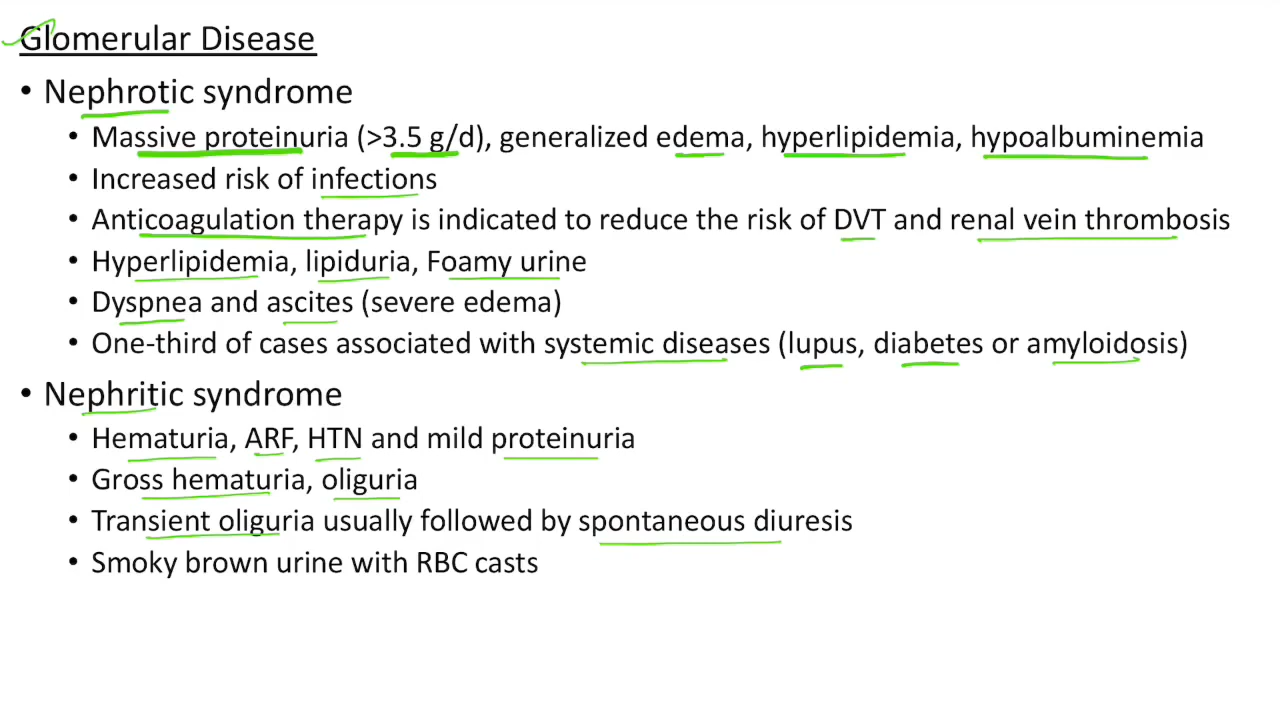 Glomerular Disease
• Nephrotic syndrome
• Massive proteinuria (>3.5 g/d), generalized edema, hyperlipidemia, hypoalbuminemia
• Increased risk of infections
• Anticoagulation therapy is indicated to reduce the risk of DVT and renal vein thrombosis
• Hyperlipidemia, lipiduria, Foamy urine
• Dyspnea and ascites (severe edema)
• One-third of cases associated with systemic diseases (lupus, diabetes or amyloidosis)
• Nephritic syndrome
• Hematuria, ARF, HTN and mild proteinuria
• Gross hematuria, oliguria
• Transient oliguria usually followed by spontaneous diuresis
• Smoky brown urine with RBC casts